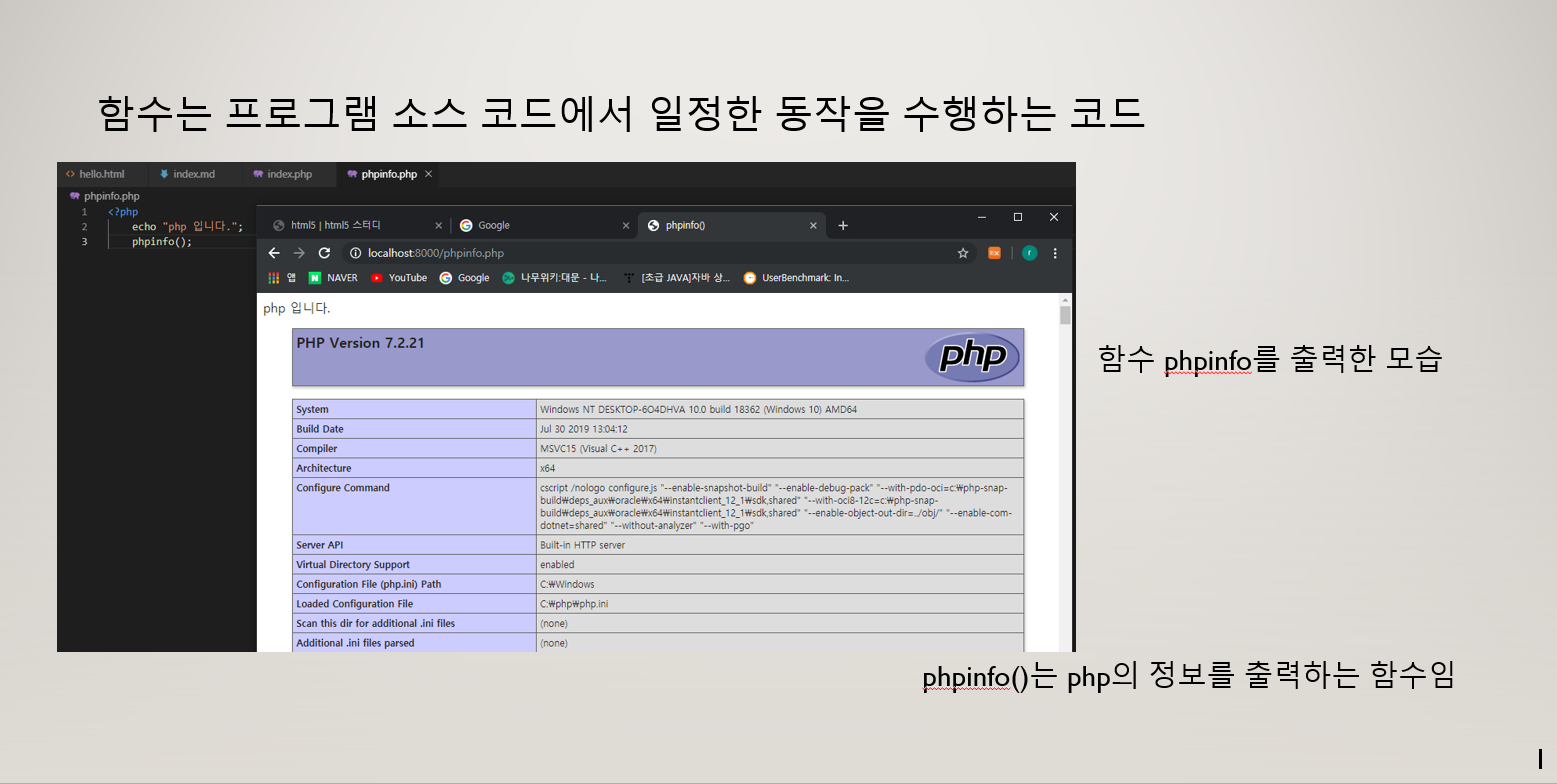 함수는 프로그램 소스 코드에서 일정한 동작을 수행하는 코드
hello.html index.md index.php phpinfo.php
phpinfo.php
1 <?php
2 echo "php 입니다.";
3 phpinfo();
html5 | html5 스터디 Google phpinfo()
localhost:8000/phpinfo.php
앱 NAVER YouTube Google 나무위키:대문 - 나... [초급 JAVA]자바 상... UserBenchmark: In...
php 입니다.
PHP Version 7.2.21
php
System Windows NT DESKTOP-6O4DHVA 10.0 build 18362 (Windows 10) AMD64
Build Date Jul 30 2019 13:04:12
Compiler MSVC15 (Visual C++ 2017)
Architecture x64
Configure Command cscript /nologo configure.js "--enable-snapshot-build" "--enable-debug-pack" "--with-pdo-oci=c:₩php-snap-
build₩deps_aux₩oracle₩x64₩instantclient_12_1₩sdk,shared" "--with-oci8-12c=c:₩php-snap-
build₩deps_aux₩oracle₩x64₩instantclient_12_1₩sdk,shared" "--enable-object-out-dir=../obj/" "--enable-com-
dotnet=shared" "--without-analyzer" "--with-pgo"
Server API Built-in HTTP server
Virtual Directory Support enabled
Configuration File (php.ini) Path C:₩Windows
Loaded Configuration File C:₩php₩php.ini
Scan this dir for additional .ini files (none)
Additional .ini files parsed (none)
함수 phpinfo를 출력한 모습
phpinfo()는 php의 정보를 출력하는 함수임